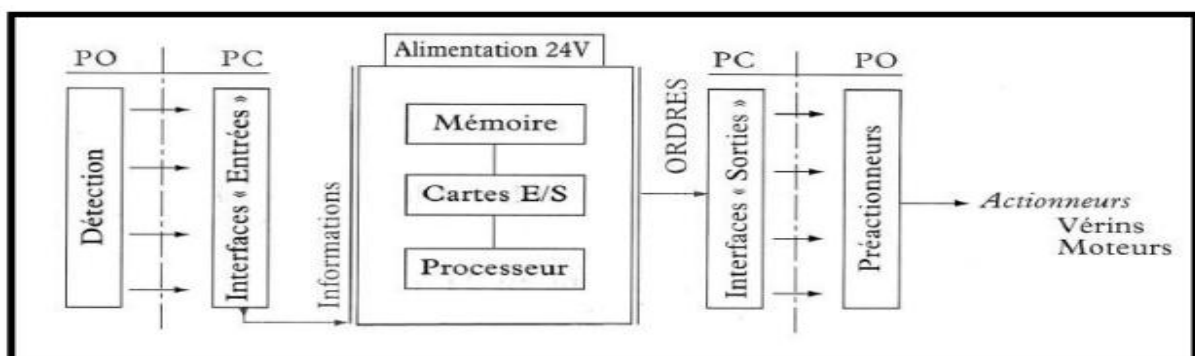 PO
PC
Alimentation 24V
PC
PO
Détection
Interfaces « Entrées »
Informations
Mémoire
Cartes E/S
Processeur
ORDRES
Interfaces « Sorties »
Préactionneurs
Actionneurs
Vérins
Moteurs